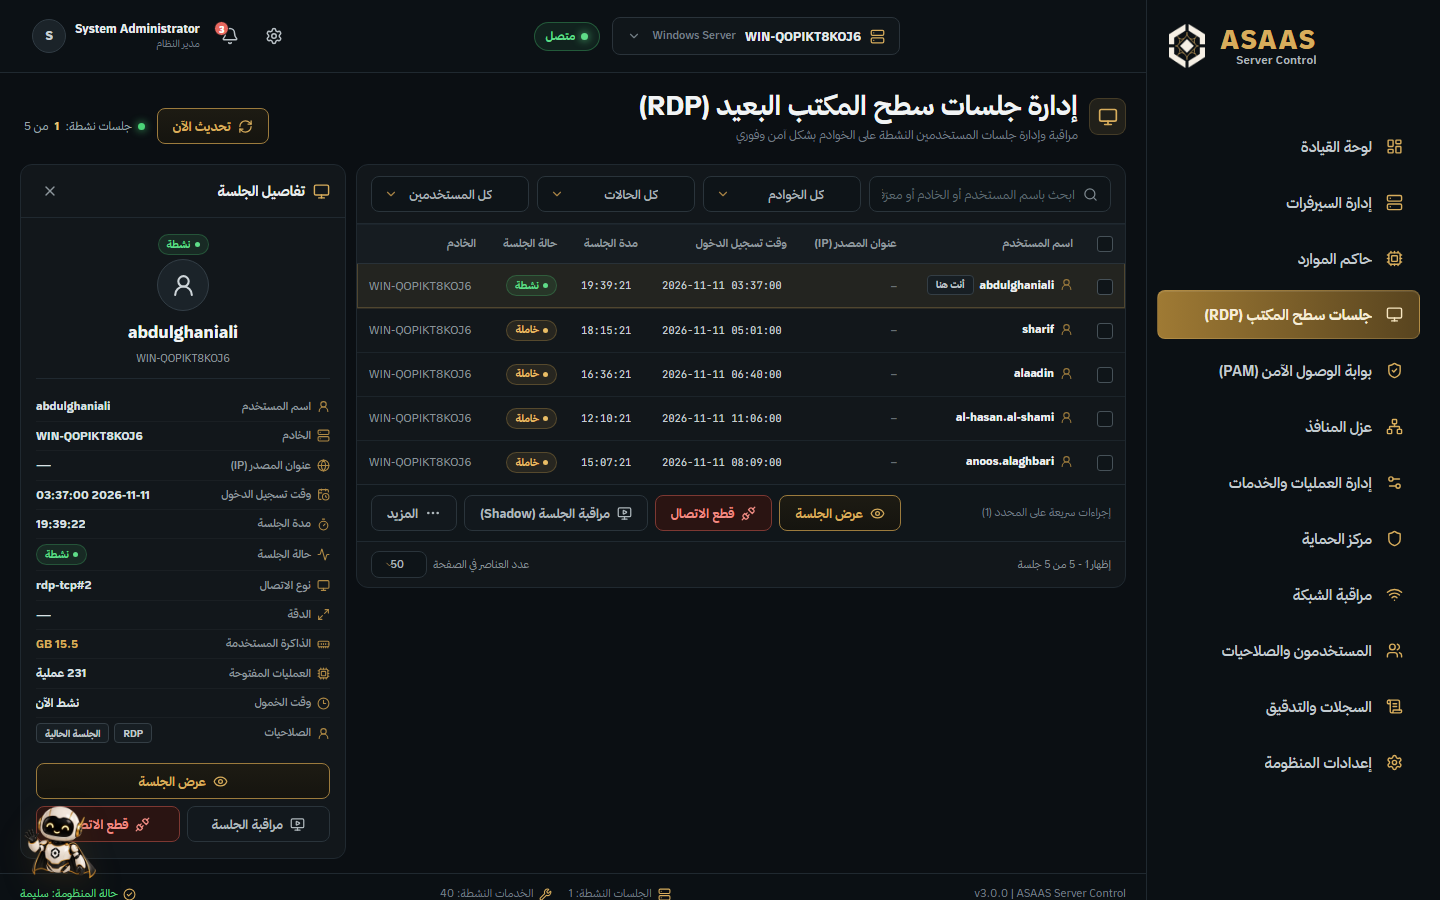 ASAAS
Server Control
لوحة القيادة
إدارة السيرفرات
حاكم الموارد
جلسات سطح المكتب (RDP)
بوابة الوصول الآمن (PAM)
عزل المنافذ
إدارة العمليات والخدمات
مركز الحماية
مراقبة الشبكة
المستخدمون والصلاحيات
السجلات والتدقيق
إعدادات المنظومة
WIN-QOPIKT8KOJ6 Windows Server
متصل
3
System Administrator
مدير النظام
S
إدارة جلسات سطح المكتب البعيد (RDP)
مراقبة وإدارة جلسات المستخدمين النشطة على الخوادم بشكل آمن وفوري
تحديث الآن
جلسات نشطة: 1 من 5
ابحث باسم المستخدم أو الخادم أو
كل الخوادم
كل الحالات
كل المستخدمين
اسم المستخدم عنوان المصدر (IP) وقت تسجيل الدخول مدة الجلسة حالة الجلسة الخادم
abdulghaniali أنت هنا – 2026-11-11 03:37:00 19:39:21 نشطة WIN-QOPIKT8KOJ6
sharif – 2026-11-11 05:01:00 18:15:21 خاملة WIN-QOPIKT8KOJ6
alaadin – 2026-11-11 06:40:00 16:36:21 خاملة WIN-QOPIKT8KOJ6
al-hasan.al-shami – 2026-11-11 11:06:00 12:10:21 خاملة WIN-QOPIKT8KOJ6
anoos.alaghbari – 2026-11-11 08:09:00 15:07:21 خاملة WIN-QOPIKT8KOJ6
إجراءات سريعة على المحدد (1)
عرض الجلسة
قطع الاتصال
مراقبة الجلسة (Shadow)
المزيد
إظهار 1 - 5 من 5 جلسة
عدد العناصر في الصفحة 50
تفاصيل الجلسة
نشطة
abdulghaniali
WIN-QOPIKT8KOJ6
اسم المستخدم abdulghaniali
الخادم WIN-QOPIKT8KOJ6
عنوان المصدر (IP) —
وقت تسجيل الدخول 03:37:00 2026-11-11
مدة الجلسة 19:39:22
حالة الجلسة نشطة
نوع الاتصال rdp-tcp#2
الدقة —
الذاكرة المستخدمة GB 15.5
العمليات المفتوحة 231 عملية
وقت الخمول نشط الآن
الصلاحيات RDP الجلسة الحالية
عرض الجلسة
مراقبة الجلسة
قطع
v3.0.0 | ASAAS Server Control
الجلسات النشطة: 1
الخدمات النشطة: 40
حالة المنظومة: سليمة